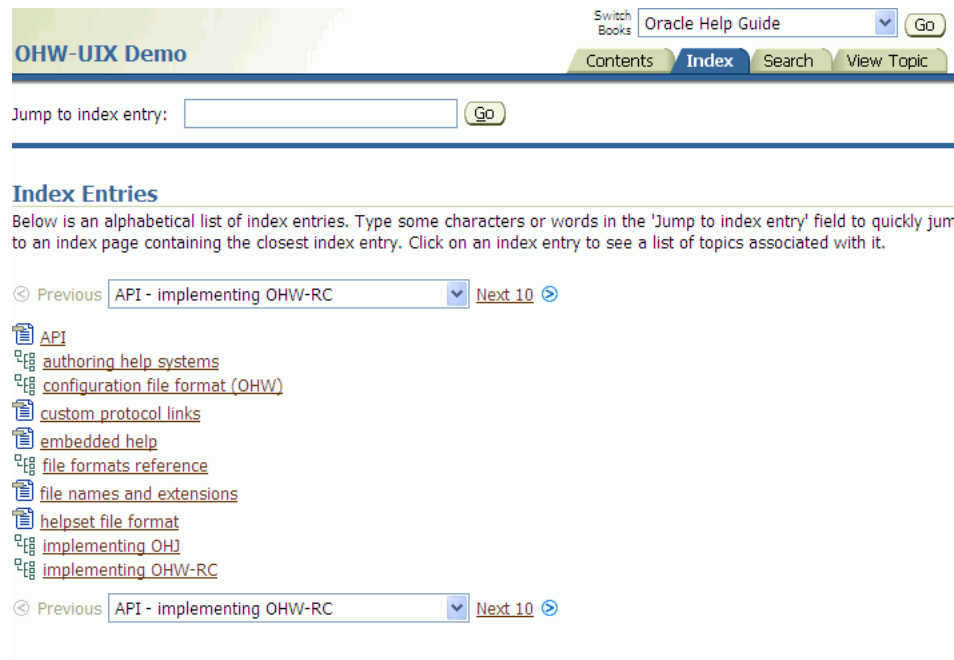 Switch Books Oracle Help Guide Go
OHW-UIX Demo
Contents Index Search View Topic
Jump to index entry: Go
Index Entries
Below is an alphabetical list of index entries. Type some characters or words in the 'Jump to index entry' field to quickly jum
to an index page containing the closest index entry. Click on an index entry to see a list of topics associated with it.
Previous API - implementing OHW-RC Next 10
API
authoring help systems
configuration file format (OHW)
custom protocol links
embedded help
file formats reference
file names and extensions
helpset file format
implementing OHJ
implementing OHW-RC
Previous API - implementing OHW-RC Next 10